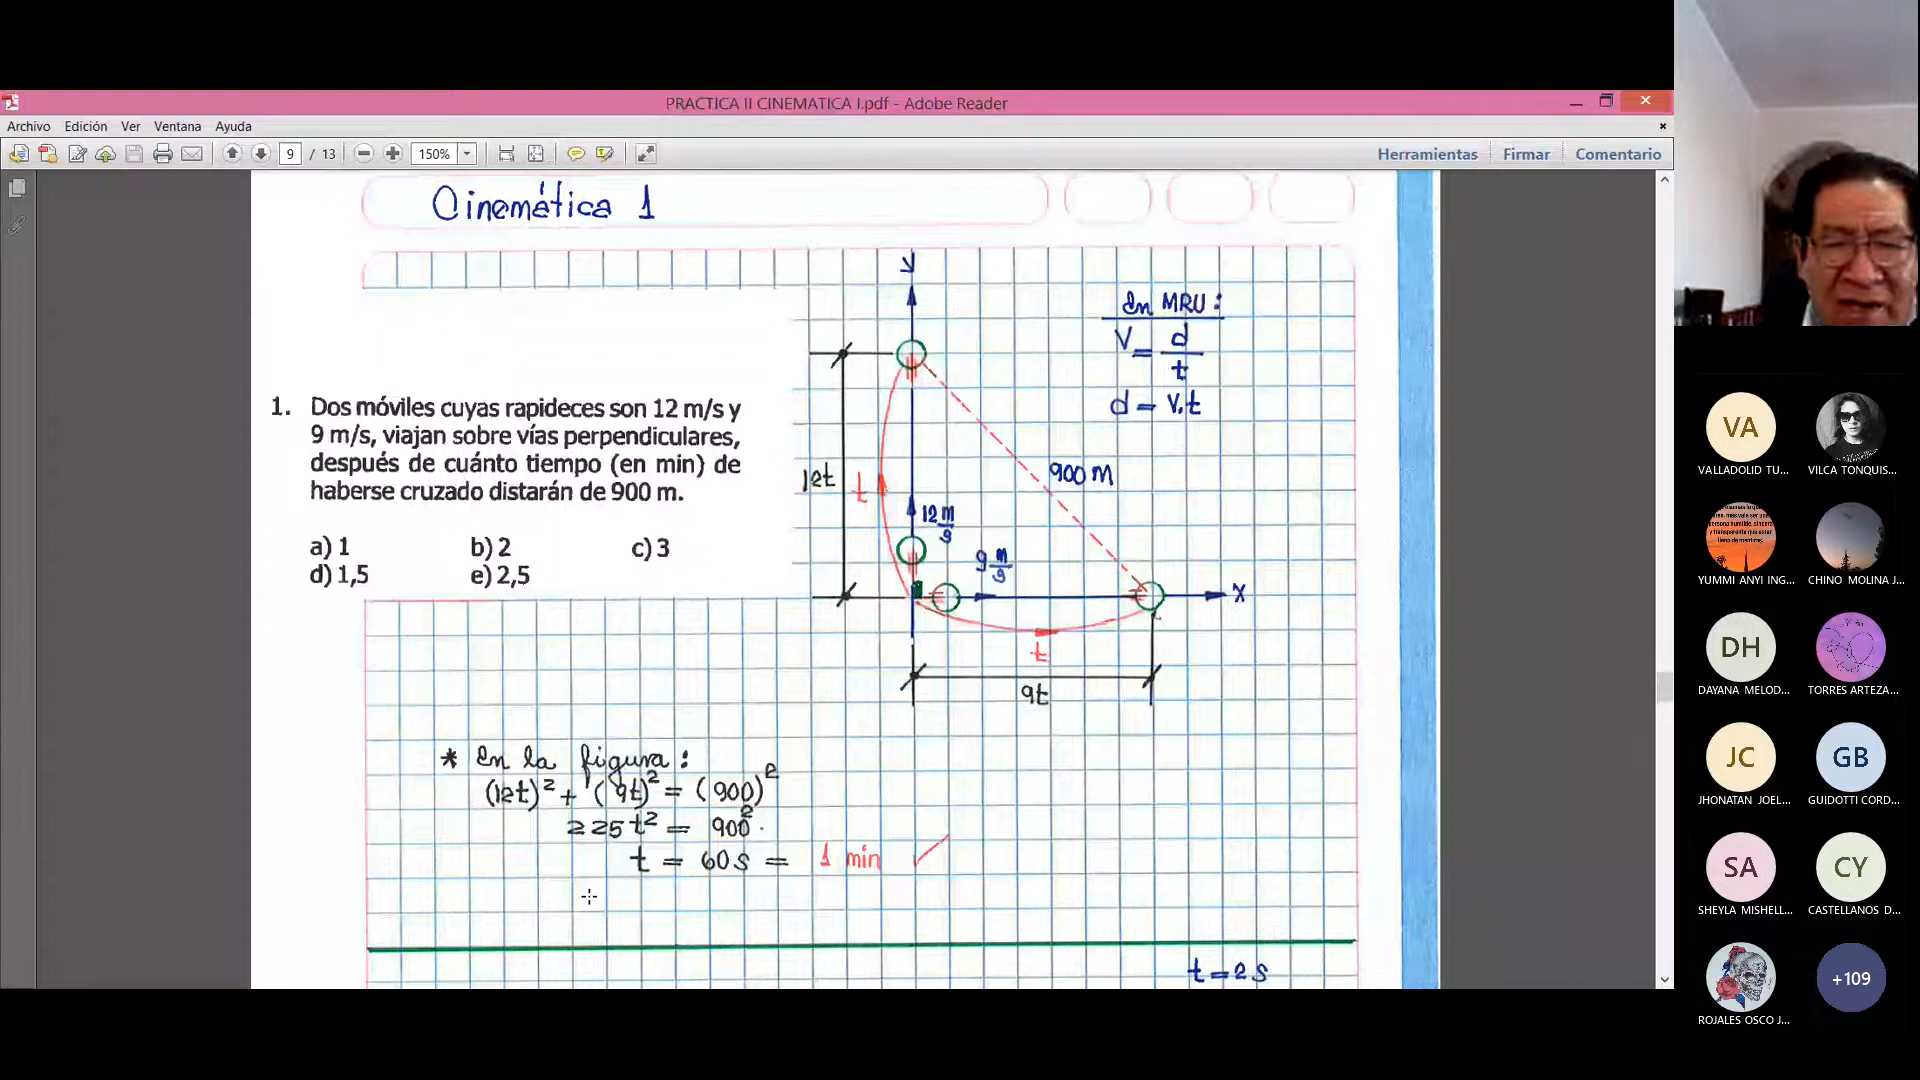 PRACTICA II CINEMATICA I.pdf - Adobe Reader
Archivo Edición Ver Ventana Ayuda
9 / 13 150% Herramientas Firmar Comentario
Cinemática 1
y
En MRU:
V = d/t
d = v.t
1. Dos móviles cuyas rapideces son 12 m/s y
9 m/s, viajan sobre vías perpendiculares,
después de cuánto tiempo (en min) de
haberse cruzado distarán de 900 m.
a) 1 b) 2 c) 3
d) 1,5 e) 2,5
12t
t
900 m
12 m/s
9 m/s
x
t
9t
* En la figura:
(12t)² + (9t)² = (900)²
225t² = 900²
t = 60s = 1 min
t = 2s
VA
VALLADOLID TU...
VILCA TONQUIS...
YUMMI ANYI ING...
CHINO MOLINA J...
DH
DAYANA MELOD...
TORRES ARTEZA...
JC
JHONATAN JOEL...
GB
GUIDOTTI CORD...
SA
SHEYLA MISHELL...
CY
CASTELLANOS D...
ROJALES OSCO J...
+109